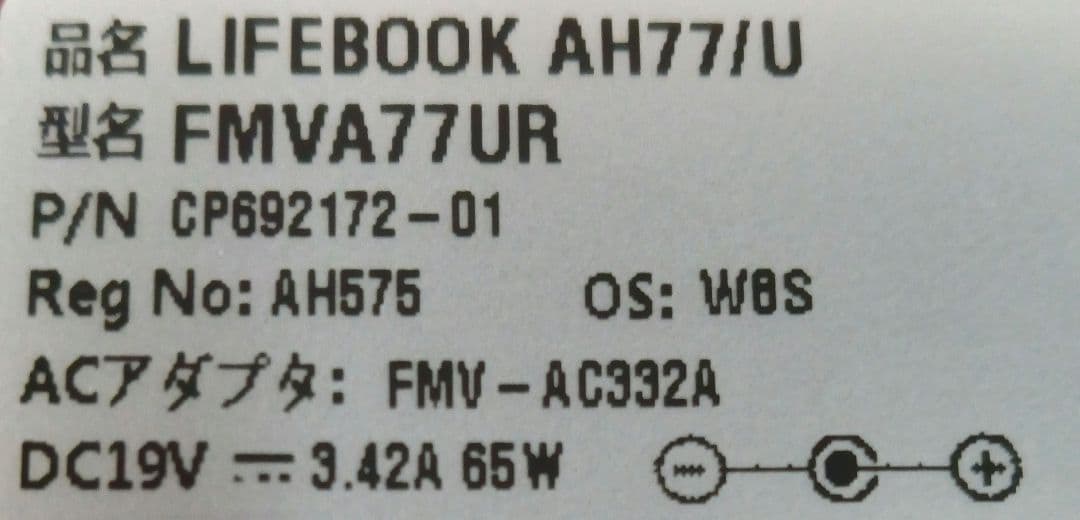 品名 LIFEBOOK AH77/U
型名 FMVA77UR
P/N CP692172-01
Reg No: AH575 OS: W8S
ACアダプタ: FMV-AC332A
DC19V ⎓ 3.42A 65W